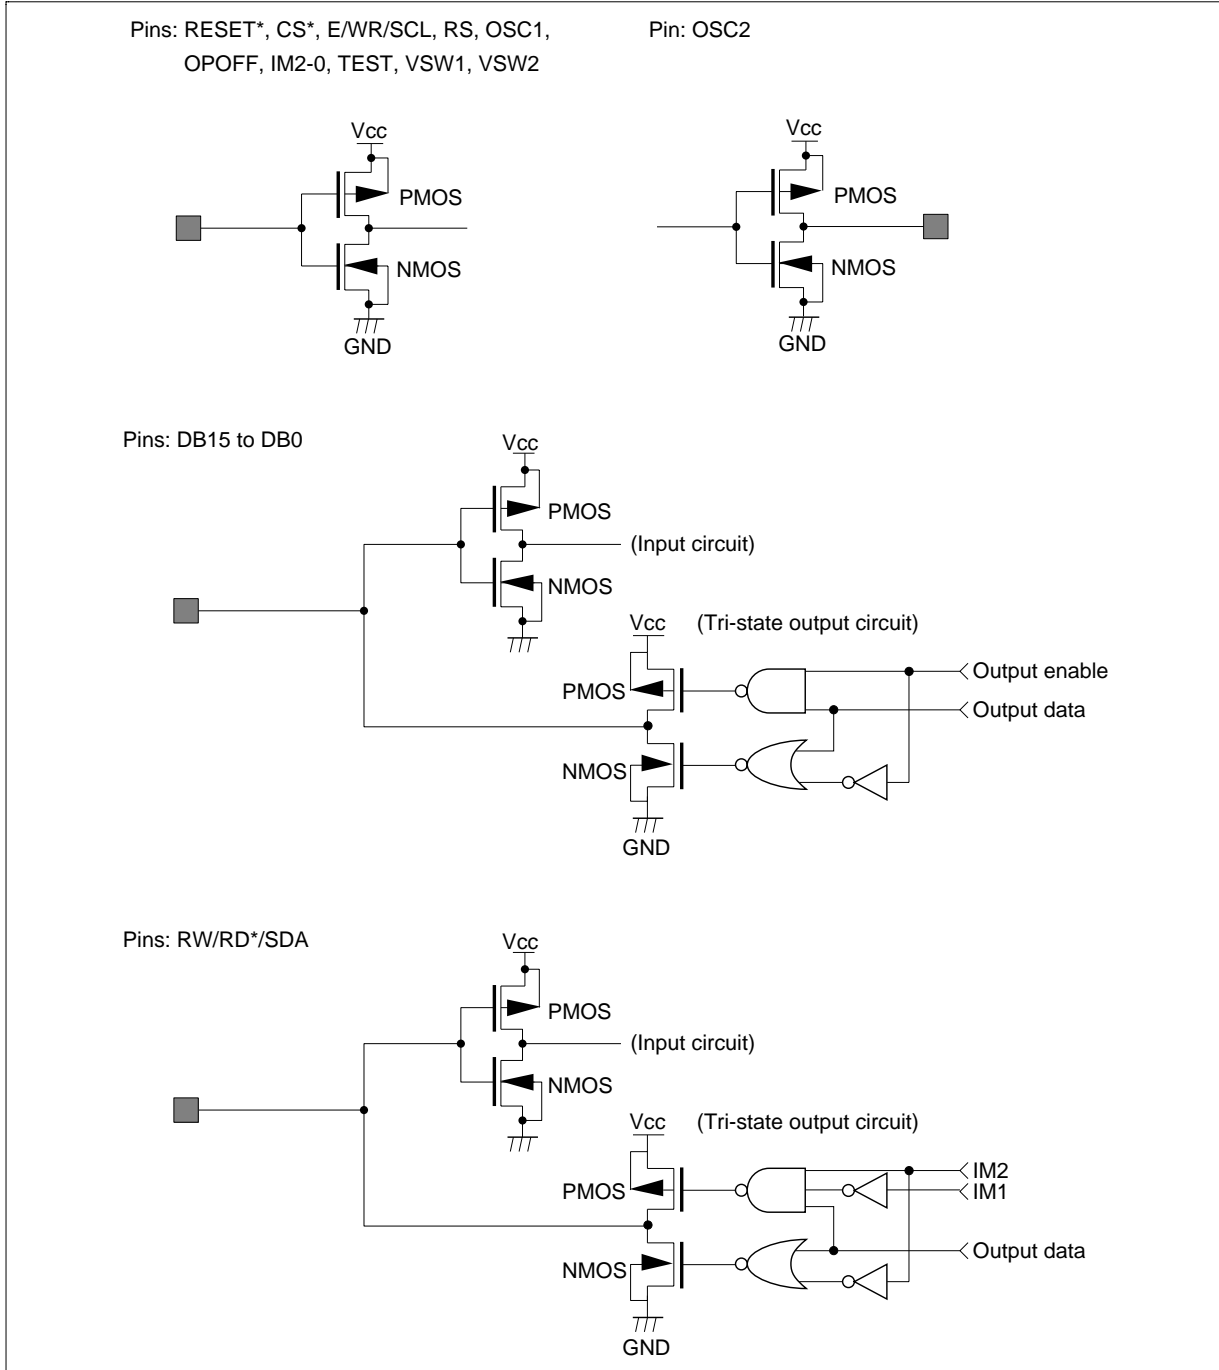 Pins: RESET*, CS*, E/WR/SCL, RS, OSC1,
OPOFF, IM2-0, TEST, VSW1, VSW2
Pin: OSC2
Vcc
PMOS
NMOS
GND
Vcc
PMOS
NMOS
GND
Pins: DB15 to DB0
Vcc
PMOS
(Input circuit)
NMOS
Vcc
(Tri-state output circuit)
PMOS
Output enable
Output data
NMOS
GND
Pins: RW/RD*/SDA
Vcc
PMOS
(Input circuit)
NMOS
Vcc
(Tri-state output circuit)
PMOS
IM2
IM1
Output data
NMOS
GND